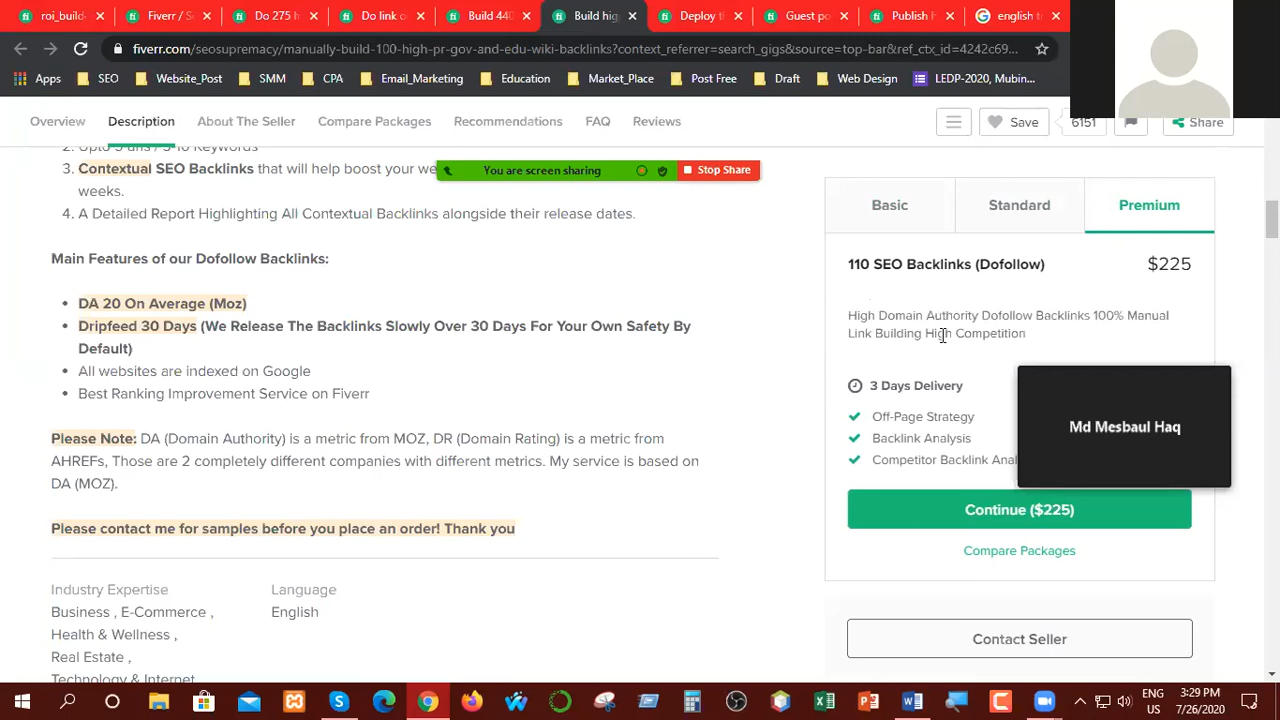 roi_build-
Fiverr / S
Do 275 h
Do link o
Build 440
Build hig
Deploy t
Guest po
Publish
english t
fiverr.com/seosupremacy/manually-build-100-high-pr-gov-and-edu-wiki-backlinks?context_referrer=search_gigs&source=top-bar&ref_ctx_id=4242c69...
Apps SEO Website_Post SMM CPA Email_Marketing Education Market_Place Post Free Draft Web Design LEDP-2020, Mubin...
Overview Description About The Seller Compare Packages Recommendations FAQ Reviews
Save 6151 Share
You are screen sharing Stop Share
3. Contextual SEO Backlinks that will help boost your we
weeks.
4. A Detailed Report Highlighting All Contextual Backlinks alongside their release dates.
Main Features of our Dofollow Backlinks:
• DA 20 On Average (Moz)
• Dripfeed 30 Days (We Release The Backlinks Slowly Over 30 Days For Your Own Safety By
Default)
• All websites are indexed on Google
• Best Ranking Improvement Service on Fiverr
Please Note: DA (Domain Authority) is a metric from MOZ, DR (Domain Rating) is a metric from
AHREFs, Those are 2 completely different companies with different metrics. My service is based on
DA (MOZ).
Please contact me for samples before you place an order! Thank you
Industry Expertise
Business , E-Commerce ,
Health & Wellness ,
Real Estate ,
Technology & Internet
Language
English
Basic Standard Premium
110 SEO Backlinks (Dofollow) $225
High Domain Authority Dofollow Backlinks 100% Manual
Link Building High Competition
3 Days Delivery
Off-Page Strategy
Backlink Analysis
Competitor Backlink Anal
Md Mesbaul Haq
Continue ($225)
Compare Packages
Contact Seller
ENG
US
3:29 PM
7/26/2020